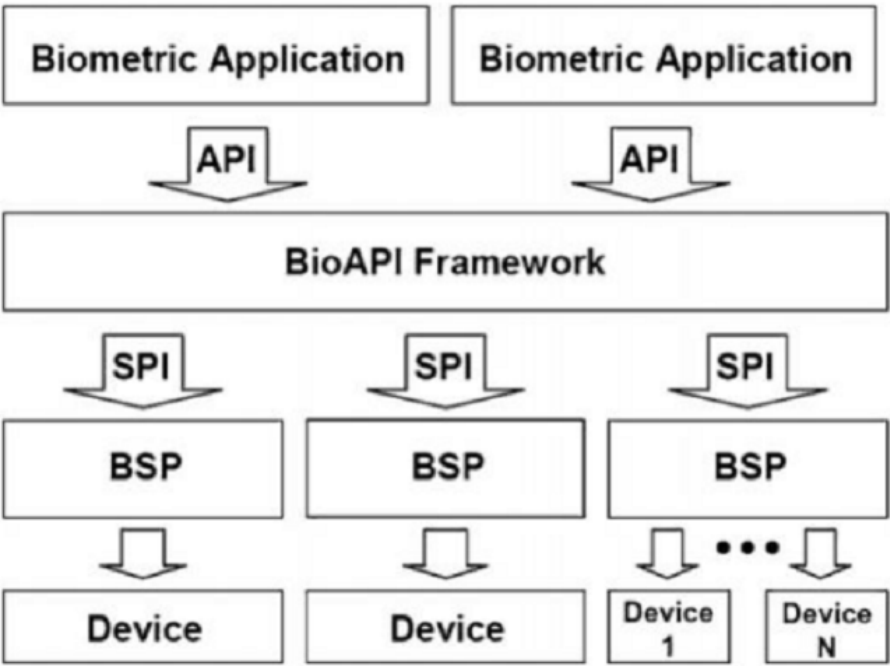 Biometric Application
Biometric Application
API
API
BioAPI Framework
SPI
SPI
SPI
BSP
BSP
BSP
Device
Device
Device
1
Device
N